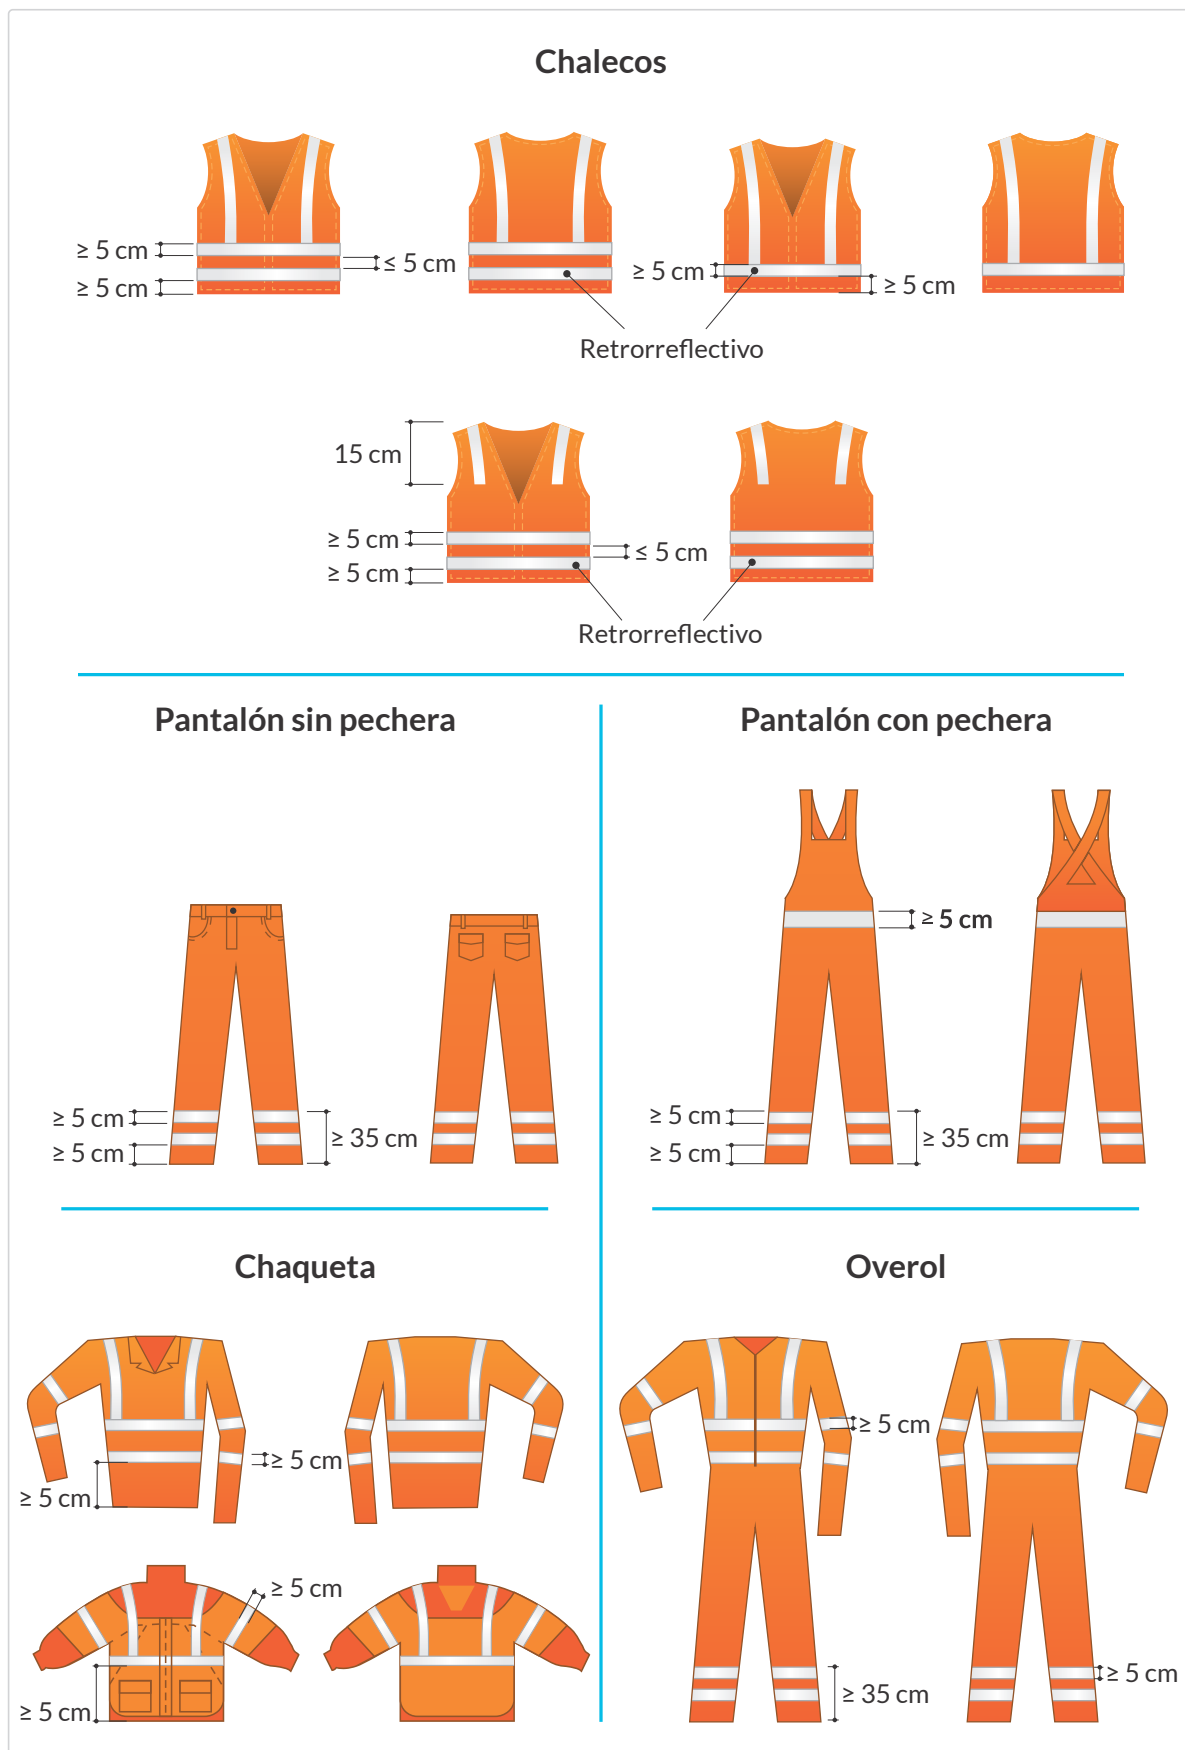 Chalecos
≥ 5 cm
≤ 5 cm
≥ 5 cm
≥ 5 cm
≥ 5 cm
Retrorreflectivo
15 cm
≥ 5 cm
≤ 5 cm
≥ 5 cm
Retrorreflectivo
Pantalón sin pechera
≥ 5 cm
≥ 35 cm
≥ 5 cm
Pantalón con pechera
≥ 5 cm
≥ 5 cm
≥ 35 cm
≥ 5 cm
Chaqueta
≥ 5 cm
≥ 5 cm
≥ 5 cm
≥ 5 cm
Overol
≥ 5 cm
≥ 5 cm
≥ 35 cm